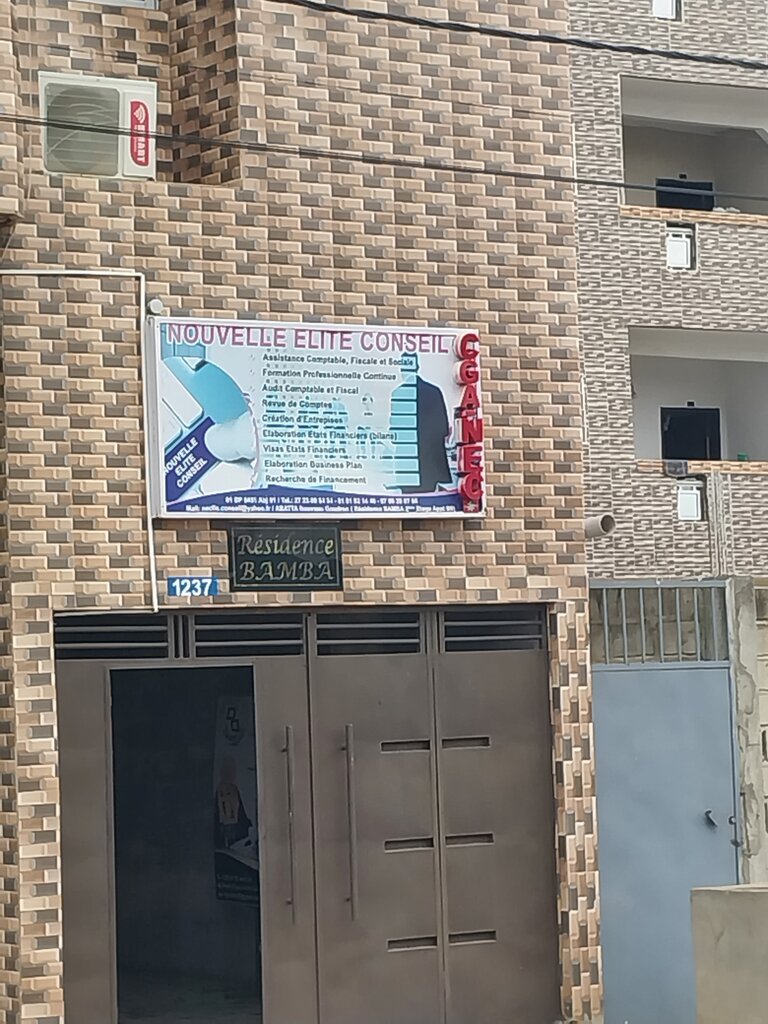 SMART
NOUVELLE ELITE CONSEIL
CGANEC
Assistance Comptable, Fiscale et Sociale
Formation Professionnelle Continue
Audit Comptable et Fiscal
Revue de Comptes
Création d'Entrepises
Elaboration Etats Financiers (bilans)
Visas Etats Financiers
Elaboration Business Plan
Recherche de Financement
NOUVELLE
ELITE
CONSEIL
Résidence
BAMBA
1237